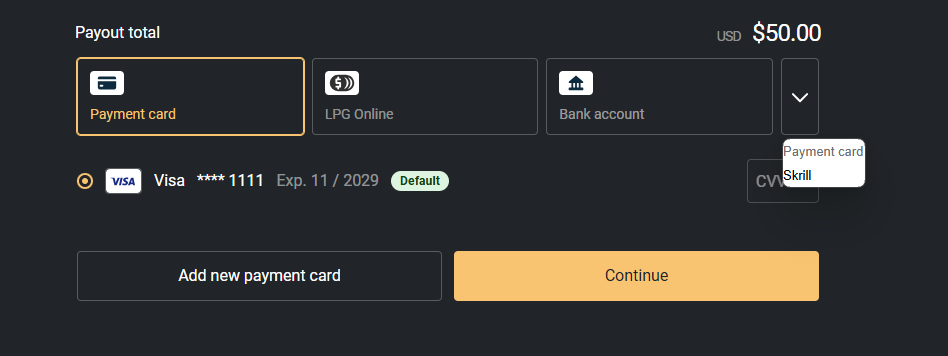 Payout total
USD $50.00
Payment card
LPG Online
Bank account
Payment card
Skrill
VISA Visa **** 1111 Exp. 11 / 2029 Default
Add new payment card
Continue